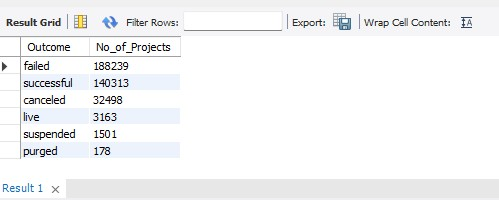 Result Grid Filter Rows: Export: Wrap Cell Content:
Outcome No_of_Projects
failed 188239
successful 140313
canceled 32498
live 3163
suspended 1501
purged 178
Result 1